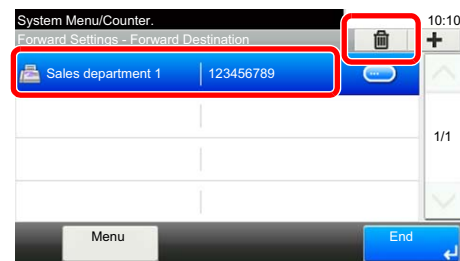 System Menu/Counter. 10:10
Forward Settings - Forward Destination
Sales department 1 123456789
1/1
Menu End